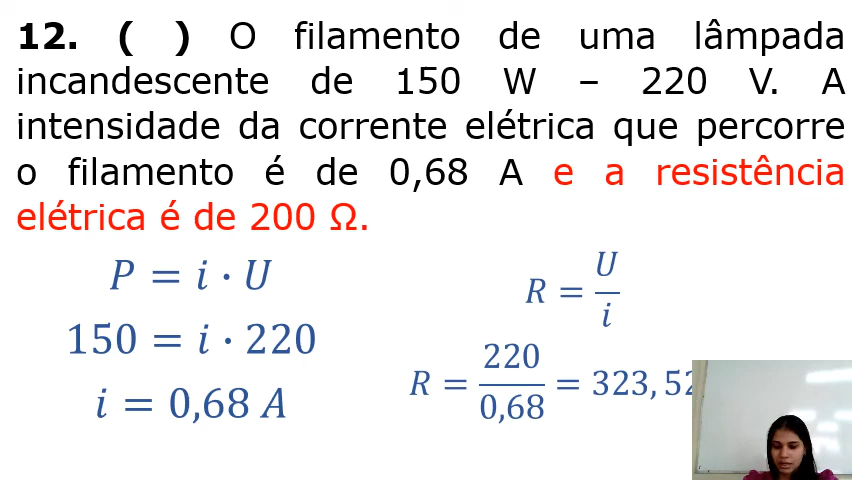 12. ( ) O filamento de uma lâmpada
incandescente de 150 W – 220 V. A
intensidade da corrente elétrica que percorre
o filamento é de 0,68 A e a resistência
elétrica é de 200 Ω.
P = i · U
150 = i · 220
i = 0,68 A
R = U/i
R = 220/0,68 = 323,52